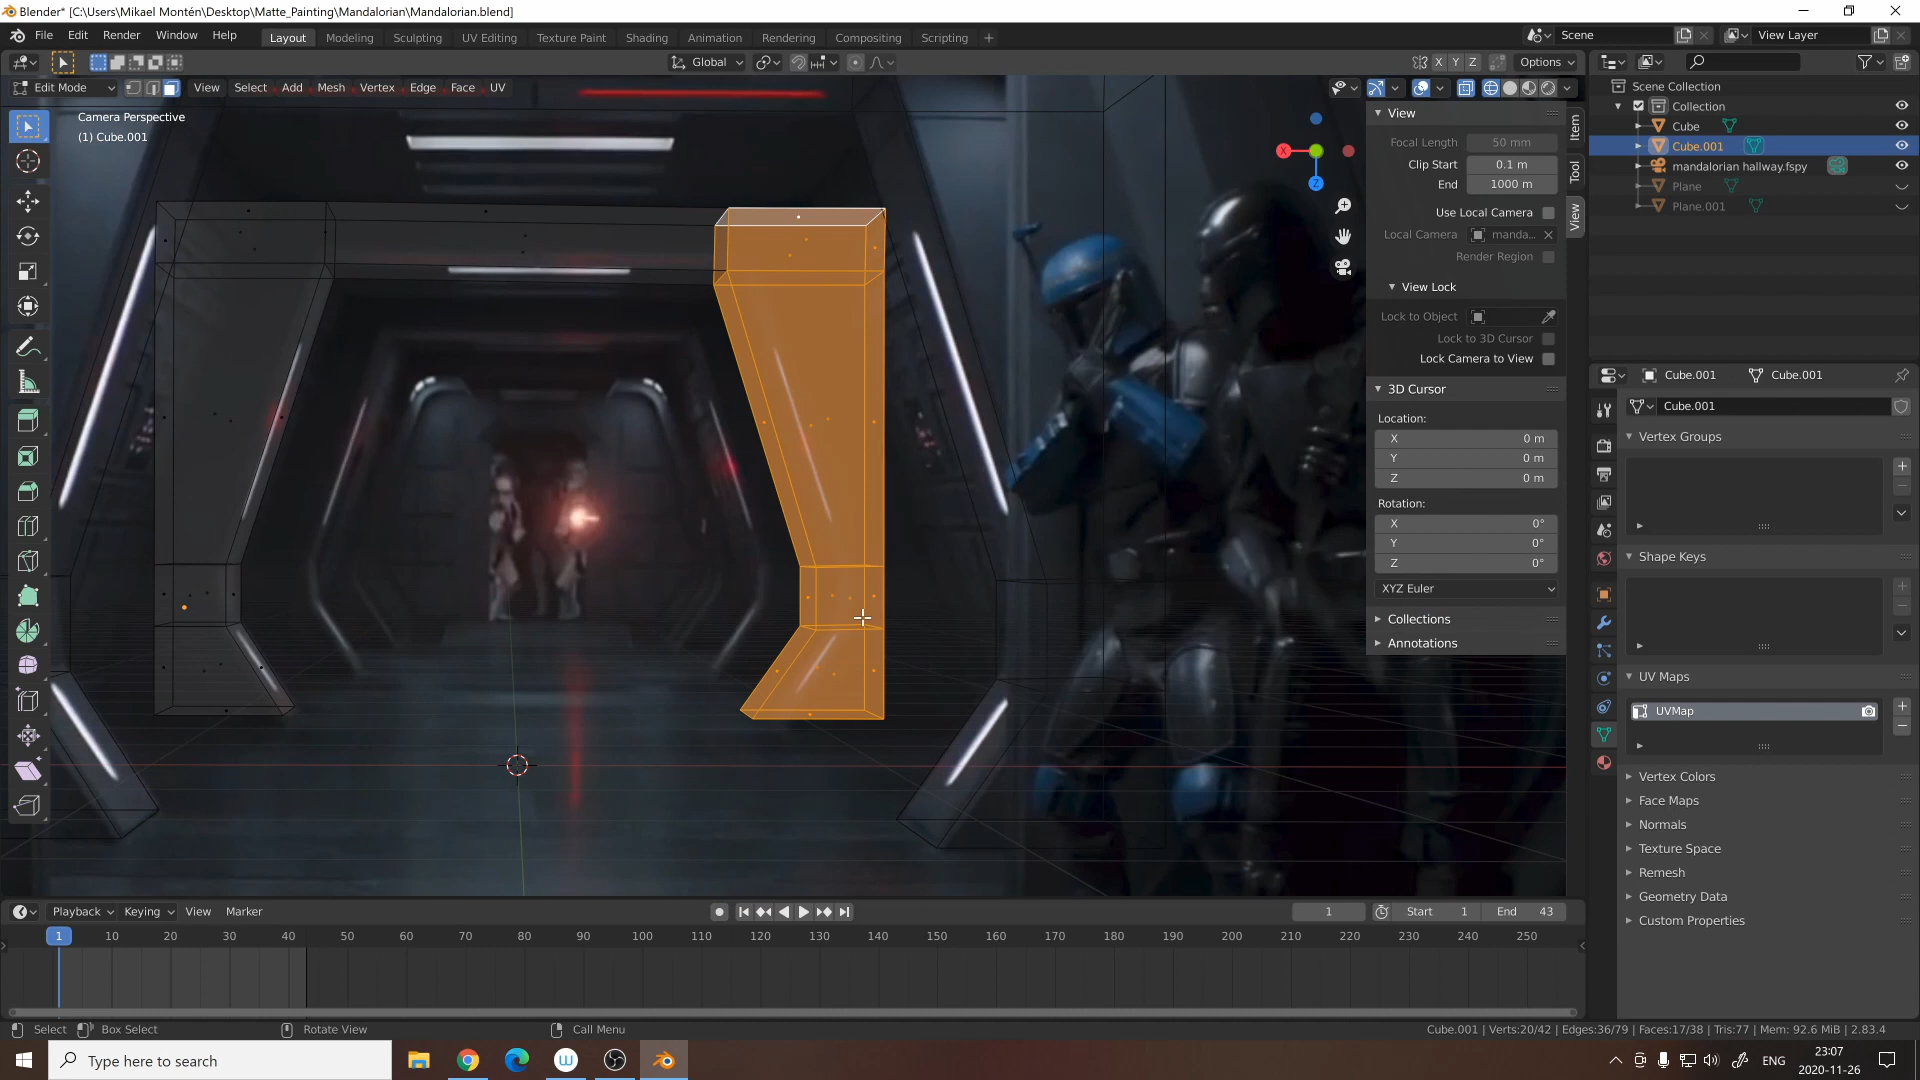 Blender* [C:\Users\Mikael Montén\Desktop\Matte_Painting\Mandalorian\Mandalorian.blend]
File Edit Render Window Help Layout Modeling Sculpting UV Editing Texture Paint Shading Animation Rendering Compositing Scripting + Scene View Layer
Global X Y Z Options
Edit Mode View Select Add Mesh Vertex Edge Face UV
Camera Perspective
(1) Cube.001
X
Z
View
Focal Length 50 mm
Clip Start 0.1 m
End 1000 m
Use Local Camera
Local Camera manda...
Render Region
View Lock
Lock to Object
Lock to 3D Cursor
Lock Camera to View
3D Cursor
Location:
X 0 m
Y 0 m
Z 0 m
Rotation:
X 0°
Y 0°
Z 0°
XYZ Euler
Collections
Annotations
Item
Tool
View
Scene Collection
Collection
Cube
Cube.001
mandalorian hallway.fspy
Plane
Plane.001
Cube.001 Cube.001
Cube.001
Vertex Groups
Shape Keys
UV Maps
UVMap
Vertex Colors
Face Maps
Normals
Texture Space
Remesh
Geometry Data
Custom Properties
Playback Keying View Marker 1 Start 1 End 43
1 10 20 30 40 50 60 70 80 90 100 110 120 130 140 150 160 170 180 190 200 210 220 230 240 250
Select Box Select Rotate View Call Menu Cube.001 | Verts:20/42 | Edges:36/79 | Faces:17/38 | Tris:77 | Mem: 92.6 MiB | 2.83.4
Type here to search ENG 23:07
2020-11-26